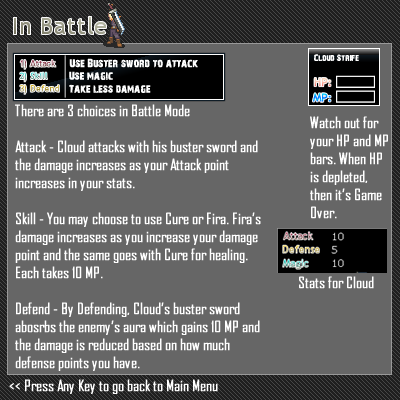 In Battle
1) Attack USE BUSTER SWORD TO ATTACK
2) Skill USE MAGIC
3) Defend TAKE LESS DAMAGE
There are 3 choices in Battle Mode
Attack - Cloud attacks with his buster sword and
the damage increases as your Attack point
increases in your stats.
Skill - You may choose to use Cure or Fira. Fira's
damage increases as you increase your damage
point and the same goes with Cure for healing.
Each takes 10 MP.
Defend - By Defending, Cloud's buster sword
abosrbs the enemy's aura which gains 10 MP and
the damage is reduced based on how much
defense points you have.
CLOUD STRIFE
HP:
MP:
Watch out for
your HP and MP
bars. When HP
is depleted,
then it's Game
Over.
Attack 10
Defense 5
Magic 10
Stats for Cloud
<< Press Any Key to go back to Main Menu